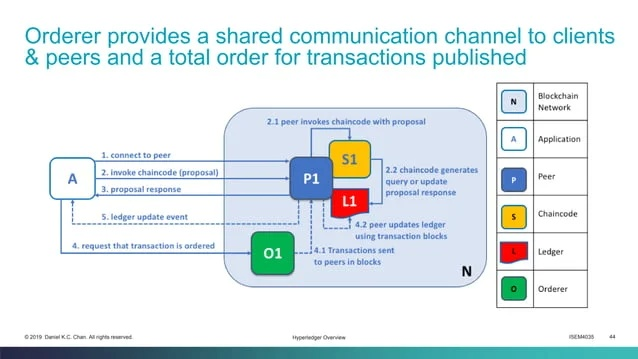 Orderer provides a shared communication channel to clients
& peers and a total order for transactions published
2.1 peer invokes chaincode with proposal
1. connect to peer
2. invoke chaincode (proposal)
3. proposal response
5. ledger update event
4. request that transaction is ordered
A
P1
S1
L1
O1
2.2 chaincode generates
query or update
proposal response
4.2 peer updates ledger
using transaction blocks
4.1 Transactions sent
to peers in blocks
N
N
Blockchain
Network
A
Application
P
Peer
S
Chaincode
L
Ledger
O
Orderer
© 2019 Daniel K.C. Chan. All rights reserved.
Hyperledger Overview
ISEM4035
44